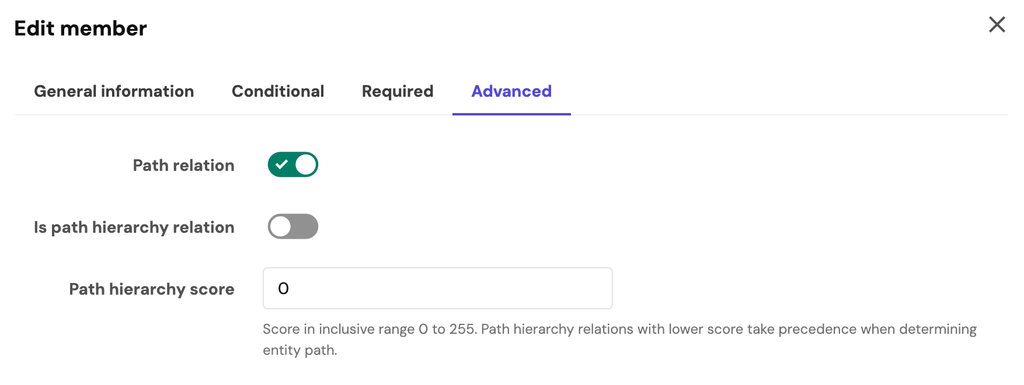 Edit member
General information
Conditional
Required
Advanced
Path relation
Is path hierarchy relation
Path hierarchy score
0
Score in inclusive range 0 to 255. Path hierarchy relations with lower score take precedence when determining
entity path.